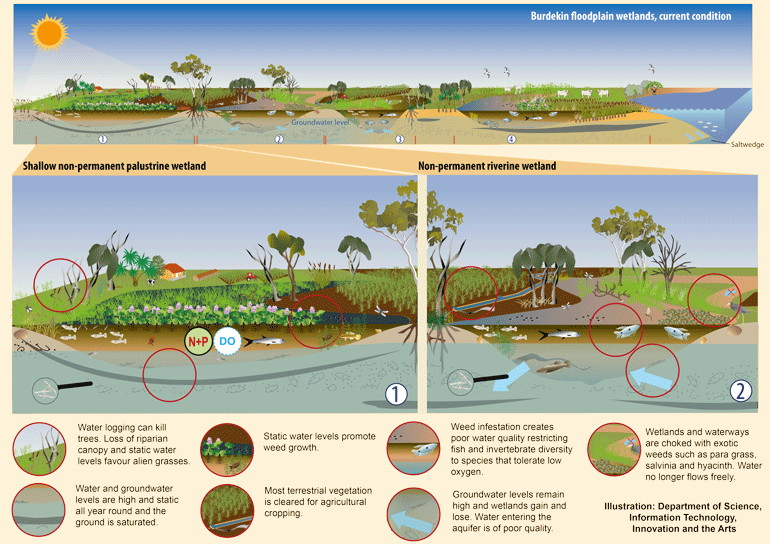 Burdekin floodplain wetlands, current condition
Groundwater level
1
2
3
4
Saltwedge
Shallow non-permanent palustrine wetland
Non-permanent riverine wetland
N+P
DO
1
2
Water logging can kill
trees. Loss of riparian
canopy and static water
levels favour alien grasses.
Static water levels promote
weed growth.
Weed infestation creates
poor water quality restricting
fish and invertebrate diversity
to species that tolerate low
oxygen.
Wetlands and waterways
are choked with exotic
weeds such as para grass,
salvinia and hyacinth. Water
no longer flows freely.
Water and groundwater
levels are high and static
all year round and the
ground is saturated.
Most terrestrial vegetation
is cleared for agricultural
cropping.
Groundwater levels remain
high and wetlands gain and
lose. Water entering the
aquifer is of poor quality.
Illustration: Department of Science,
Information Technology,
Innovation and the Arts